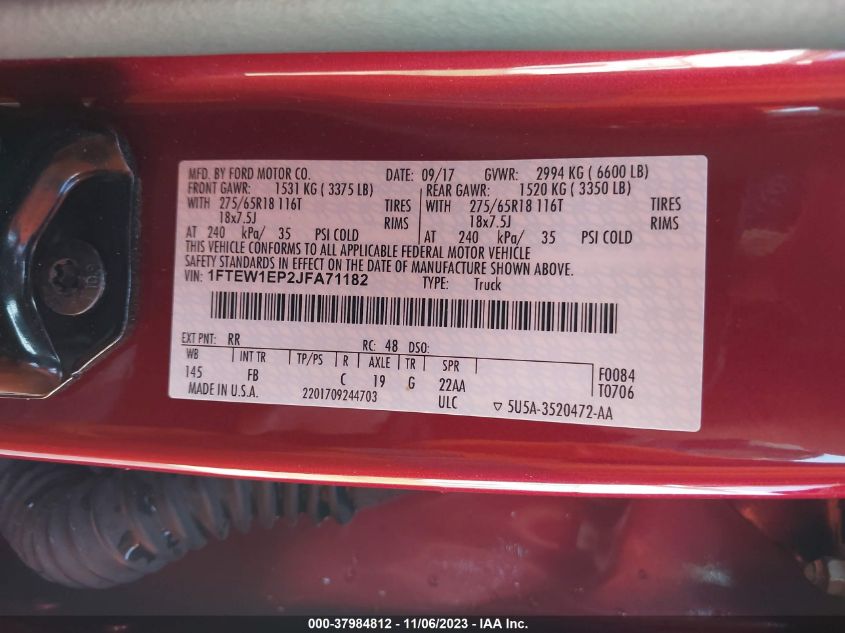 MFD. BY FORD MOTOR CO. DATE: 09/17 GVWR: 2994 KG ( 6600 LB)
FRONT GAWR: 1531 KG ( 3375 LB) REAR GAWR: 1520 KG ( 3350 LB)
WITH 275/65R18 116T TIRES WITH 275/65R18 116T TIRES
18x7.5J RIMS 18x7.5J RIMS
AT 240 kPa/ 35 PSI COLD AT 240 kPa/ 35 PSI COLD
THIS VEHICLE CONFORMS TO ALL APPLICABLE FEDERAL MOTOR VEHICLE
SAFETY STANDARDS IN EFFECT ON THE DATE OF MANUFACTURE SHOWN ABOVE.
VIN: 1FTEW1EP2JFA71182 TYPE: Truck
EXT PNT: RR RC: 48 DSO:
WB INT TR TP/PS R AXLE TR SPR F0084
145 FB C 19 G 22AA T0706
MADE IN U.S.A. 2201709244703 ULC ▽ 5U5A-3520472-AA
000-37984812 - 11/06/2023 - IAA Inc.